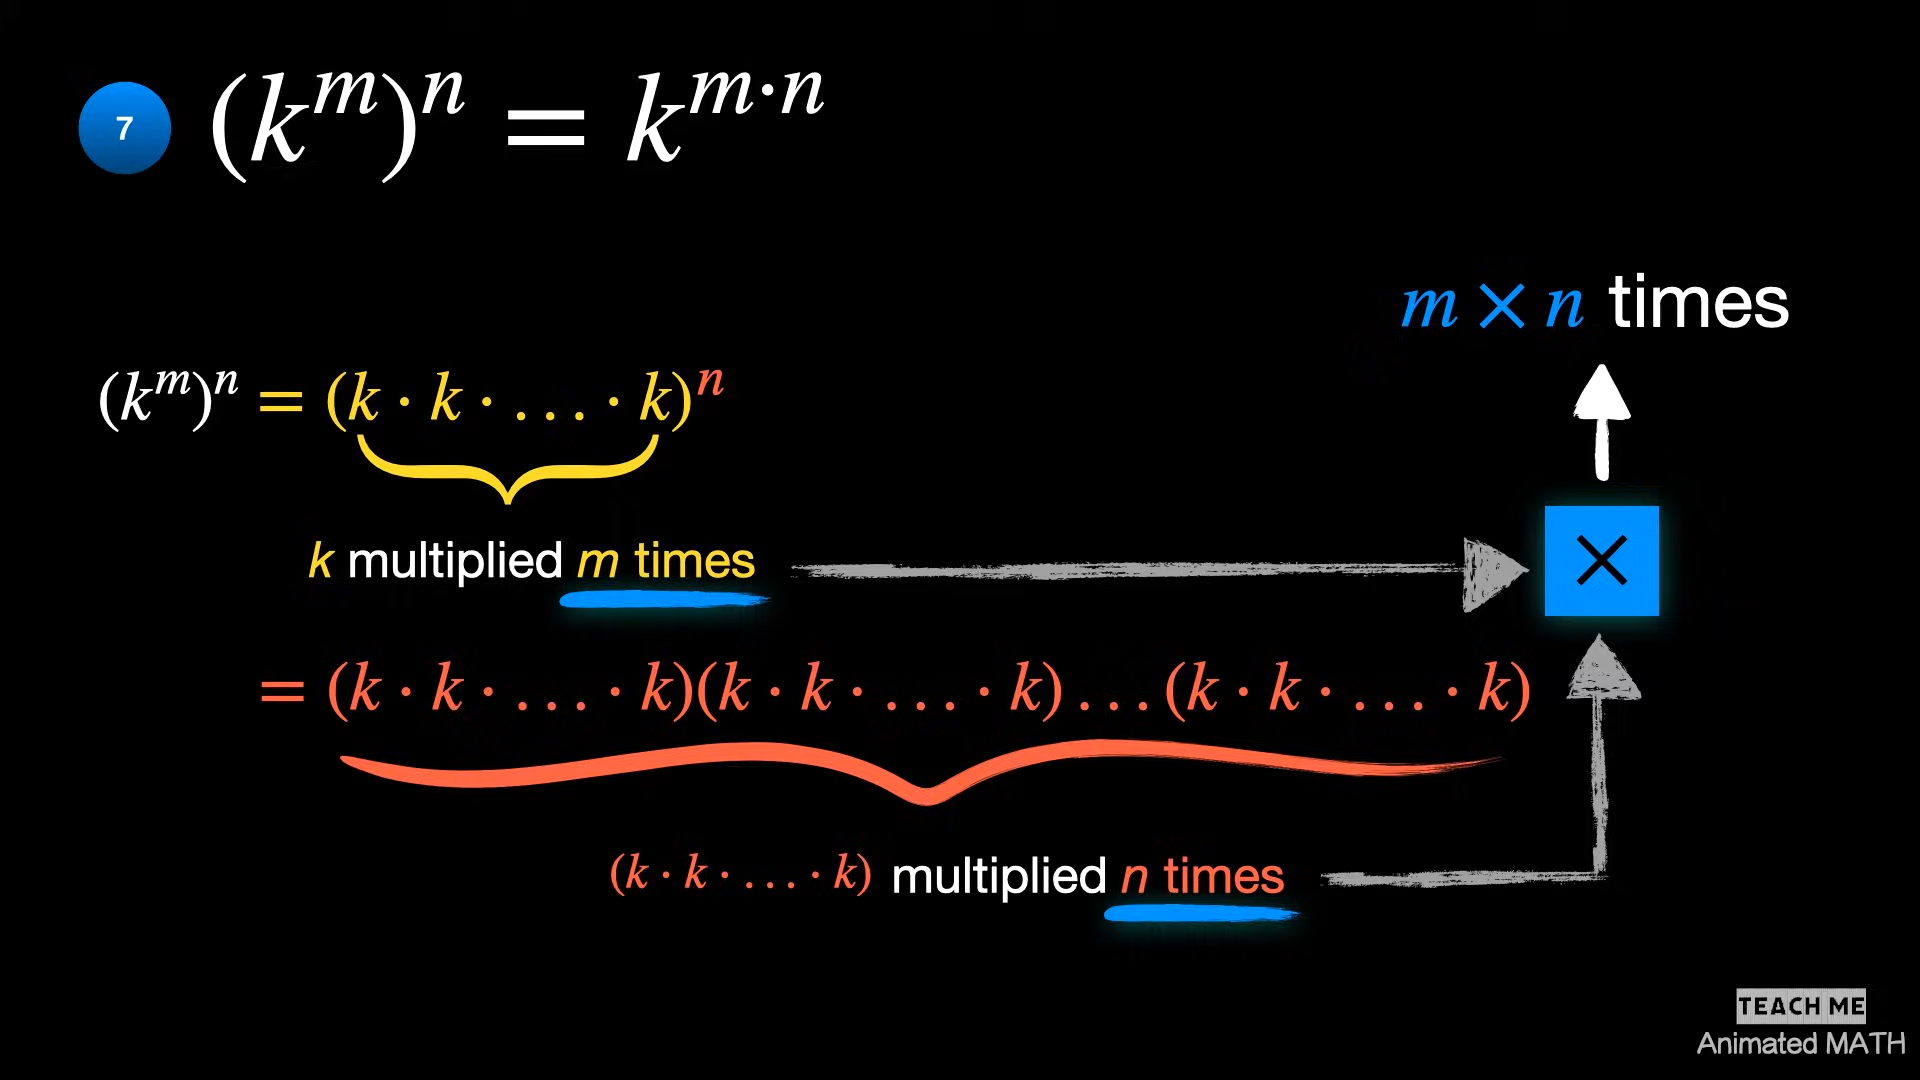 7
(k^m)^n = k^{m·n}
m × n times
(k^m)^n = (k · k · . . . · k)^n
k multiplied m times
×
= (k · k · . . . · k)(k · k · . . . · k) . . . (k · k · . . . · k)
(k · k · . . . · k) multiplied n times
TEACH ME
Animated MATH